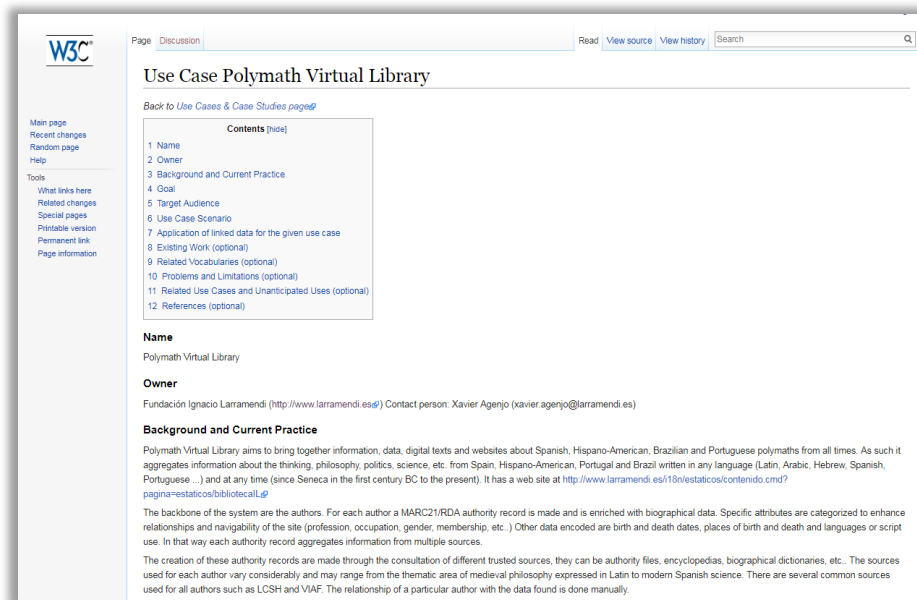 W3C®
Page Discussion Read View source View history Search
Use Case Polymath Virtual Library
Back to Use Cases & Case Studies page
Main page
Recent changes
Random page
Help
Tools
What links here
Related changes
Special pages
Printable version
Permanent link
Page information
Contents [hide]
1 Name
2 Owner
3 Background and Current Practice
4 Goal
5 Target Audience
6 Use Case Scenario
7 Application of linked data for the given use case
8 Existing Work (optional)
9 Related Vocabularies (optional)
10 Problems and Limitations (optional)
11 Related Use Cases and Unanticipated Uses (optional)
12 References (optional)
Name
Polymath Virtual Library
Owner
Fundación Ignacio Larramendi (http://www.larramendi.es) Contact person: Xavier Agenjo (xavier.agenjo@larramendi.es)
Background and Current Practice
Polymath Virtual Library aims to bring together information, data, digital texts and websites about Spanish, Hispano-American, Brazilian and Portuguese polymaths from all times. As such it
aggregates information about the thinking, philosophy, politics, science, etc. from Spain, Hispano-American, Portugal and Brazil written in any language (Latin, Arabic, Hebrew, Spanish,
Portuguese ...) and at any time (since Seneca in the first century BC to the present). It has a web site at http://www.larramendi.es/i18n/estaticos/contenido.cmd?
pagina=estaticos/bibliotecaIL
The backbone of the system are the authors. For each author a MARC21/RDA authority record is made and is enriched with biographical data. Specific attributes are categorized to enhance
relationships and navigability of the site (profession, occupation, gender, membership, etc..) Other data encoded are birth and death dates, places of birth and death and languages or script
use. In that way each authority record aggregates information from multiple sources.
The creation of these authority records are made through the consultation of different trusted sources, they can be authority files, encyclopedias, biographical dictionaries, etc.. The sources
used for each author vary considerably and may range from the thematic area of medieval philosophy expressed in Latin to modern Spanish science. There are several common sources
used for all authors such as LCSH and VIAF. The relationship of a particular author with the data found is done manually.